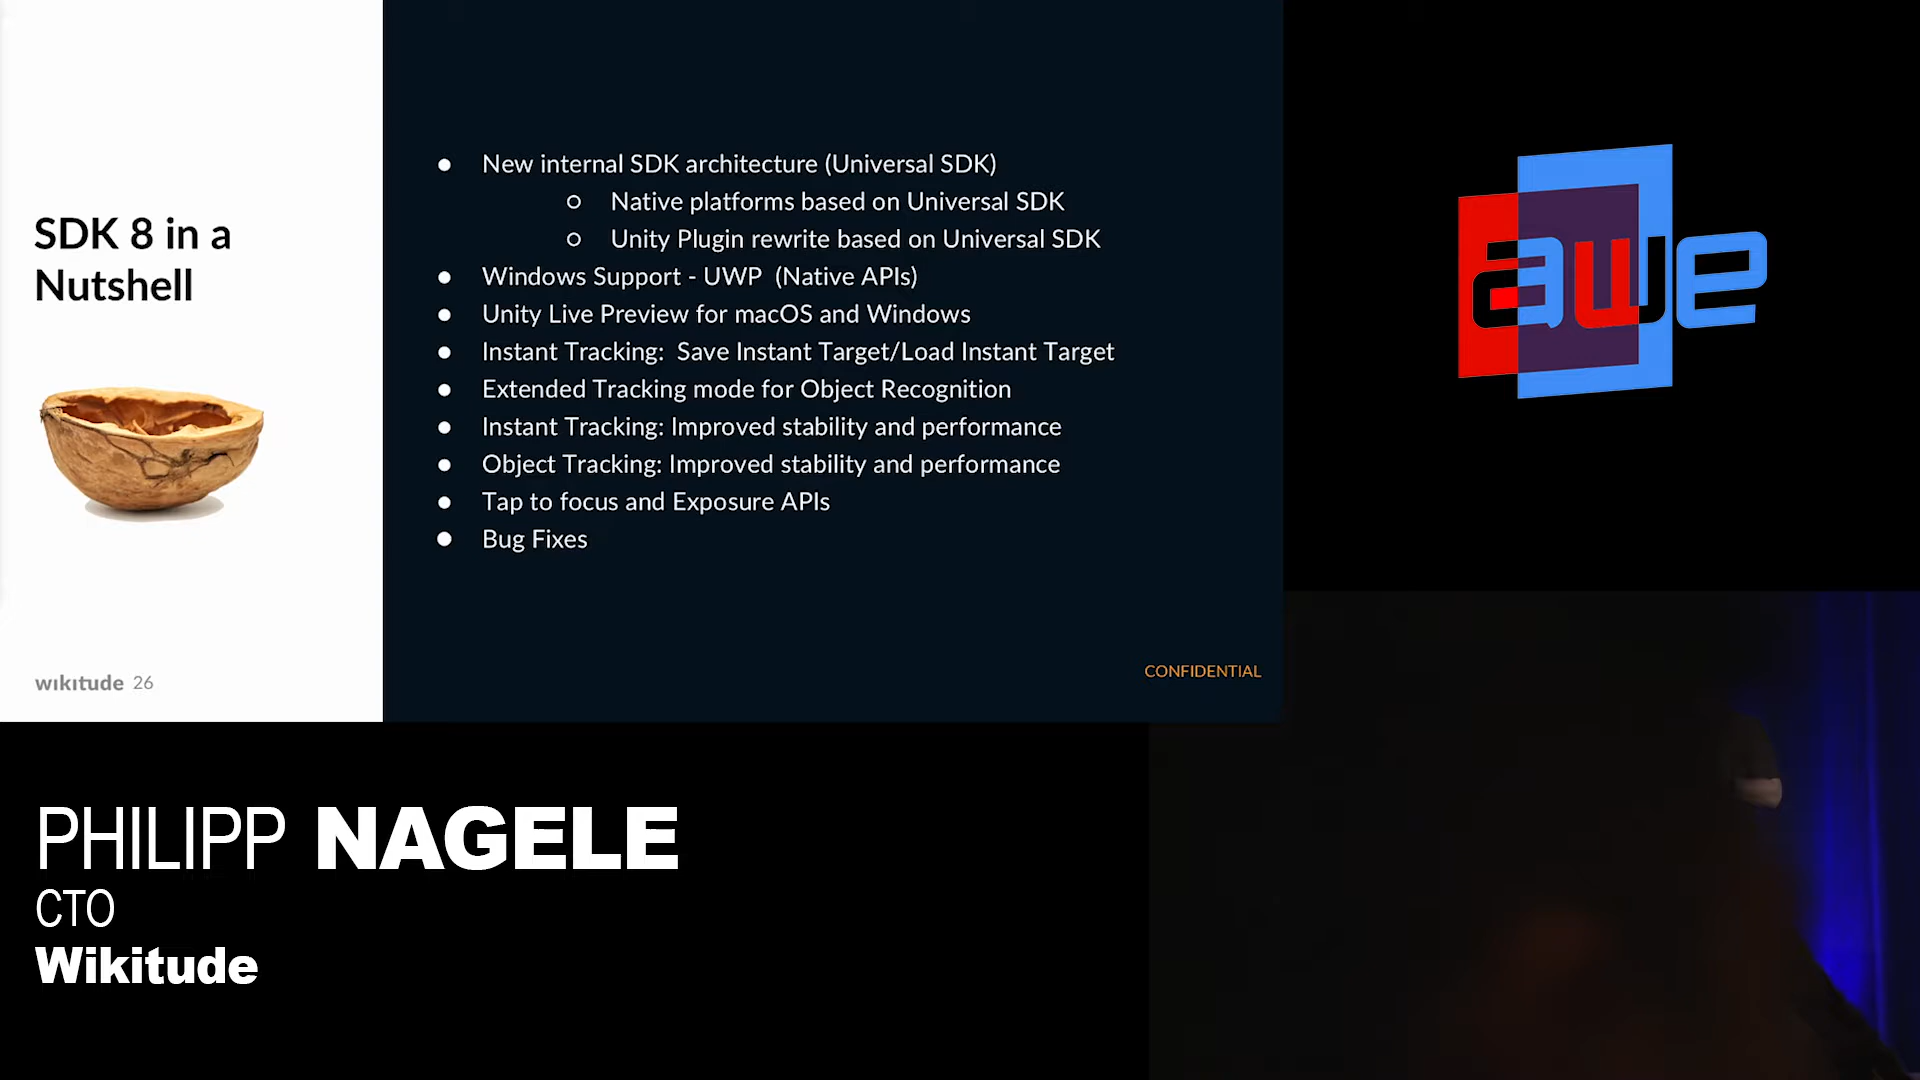 SDK 8 in a
Nutshell
● New internal SDK architecture (Universal SDK)
○ Native platforms based on Universal SDK
○ Unity Plugin rewrite based on Universal SDK
● Windows Support - UWP  (Native APIs)
● Unity Live Preview for macOS and Windows
● Instant Tracking:  Save Instant Target/Load Instant Target
● Extended Tracking mode for Object Recognition
● Instant Tracking: Improved stability and performance
● Object Tracking: Improved stability and performance
● Tap to focus and Exposure APIs
● Bug Fixes
wikitude 26
CONFIDENTIAL
awe
PHILIPP NAGELE
CTO
Wikitude